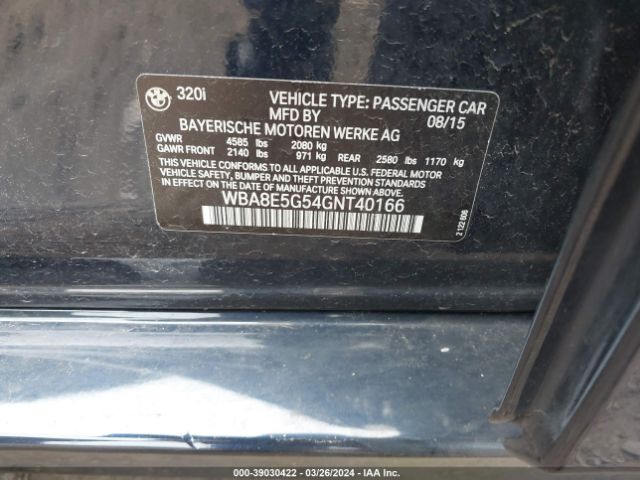 320i
VEHICLE TYPE: PASSENGER CAR
MFD BY 08/15
BAYERISCHE MOTOREN WERKE AG
GVWR 4585 lbs 2080 kg
GAWR FRONT 2140 lbs 971 kg REAR 2580 lbs 1170 kg
THIS VEHICLE CONFORMS TO ALL APPLICABLE U.S. FEDERAL MOTOR
VEHICLE SAFETY, BUMPER AND THEFT PREVENTION STANDARDS
IN EFFECT ON THE DATE OF MANUFACTURE SHOWN ABOVE.
WBA8E5G54GNT40166
2 122 606
000-39030422 | 03/26/2024 | IAA Inc.